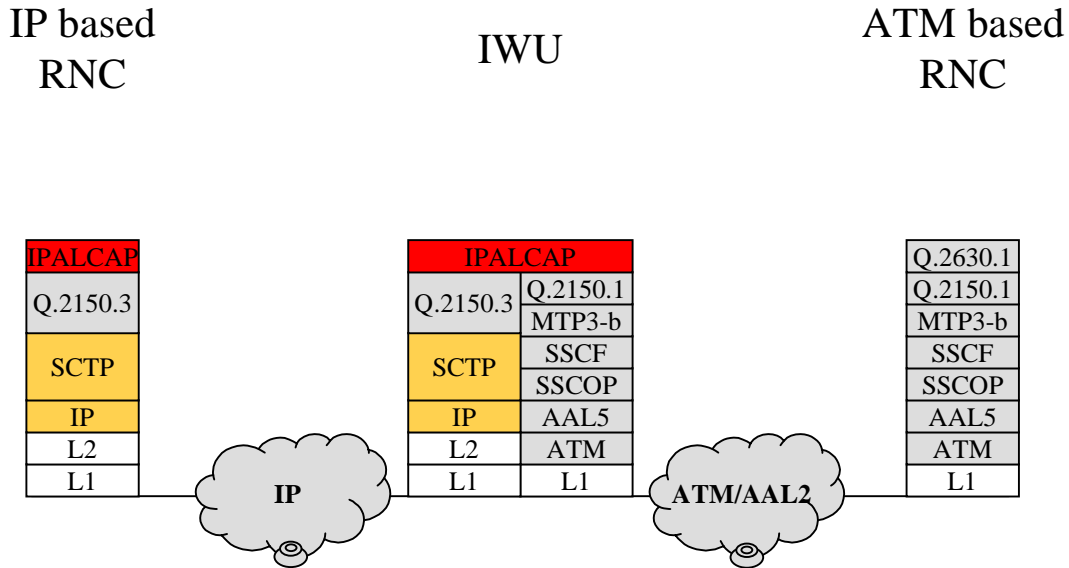 IP based
RNC
IWU
ATM based
RNC
IPALCAP
Q.2150.3
SCTP
IP
L2
L1
IP
IPALCAP
Q.2150.3
SCTP
IP
L2
L1
Q.2150.1
MTP3-b
SSCF
SSCOP
AAL5
ATM
L1
ATM/AAL2
Q.2630.1
Q.2150.1
MTP3-b
SSCF
SSCOP
AAL5
ATM
L1